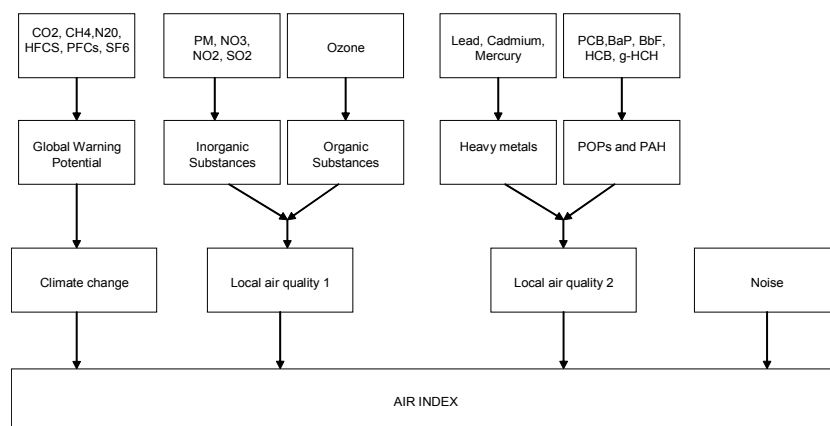 CO2, CH4,N20,
HFCS, PFCs, SF6
PM, NO3,
NO2, SO2
Ozone
Lead, Cadmium,
Mercury
PCB,BaP, BbF,
HCB, g-HCH
Global Warning
Potential
Inorganic
Substances
Organic
Substances
Heavy metals
POPs and PAH
Climate change
Local air quality 1
Local air quality 2
Noise
AIR INDEX